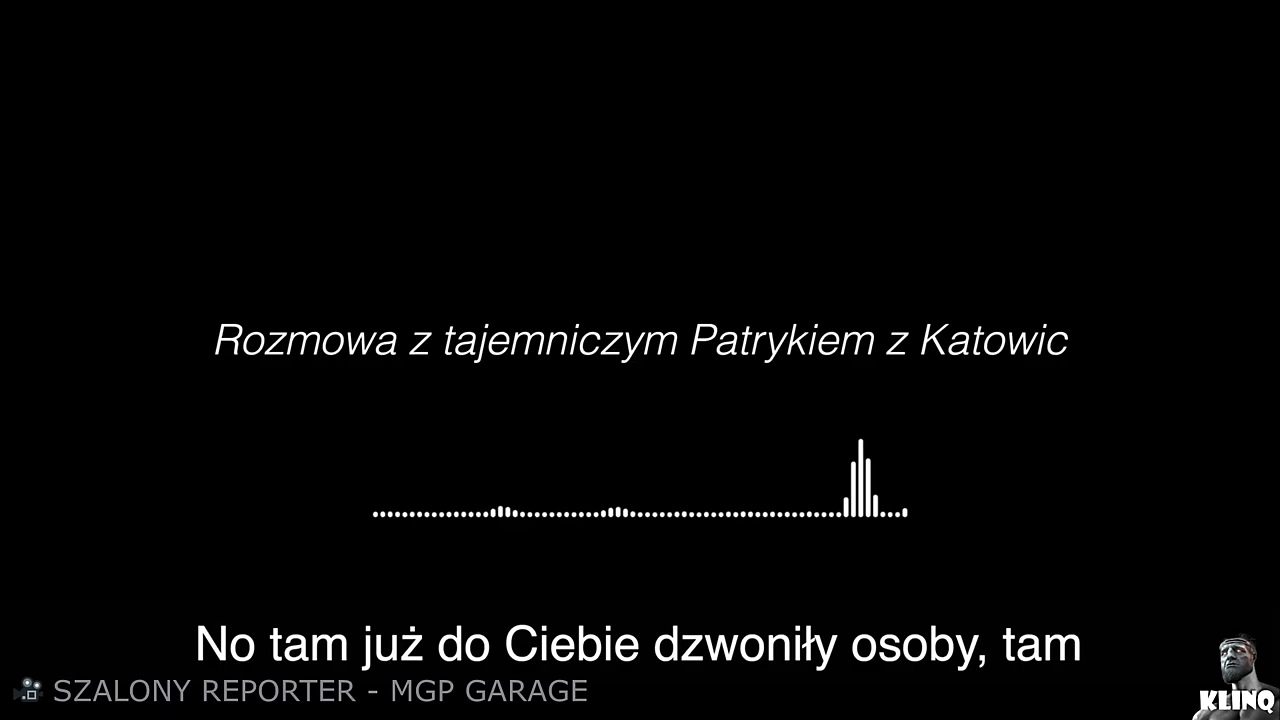 Rozmowa z tajemniczym Patrykiem z Katowic
No tam już do Ciebie dzwoniły osoby, tam
SZALONY REPORTER - MGP GARAGE
KLINQ